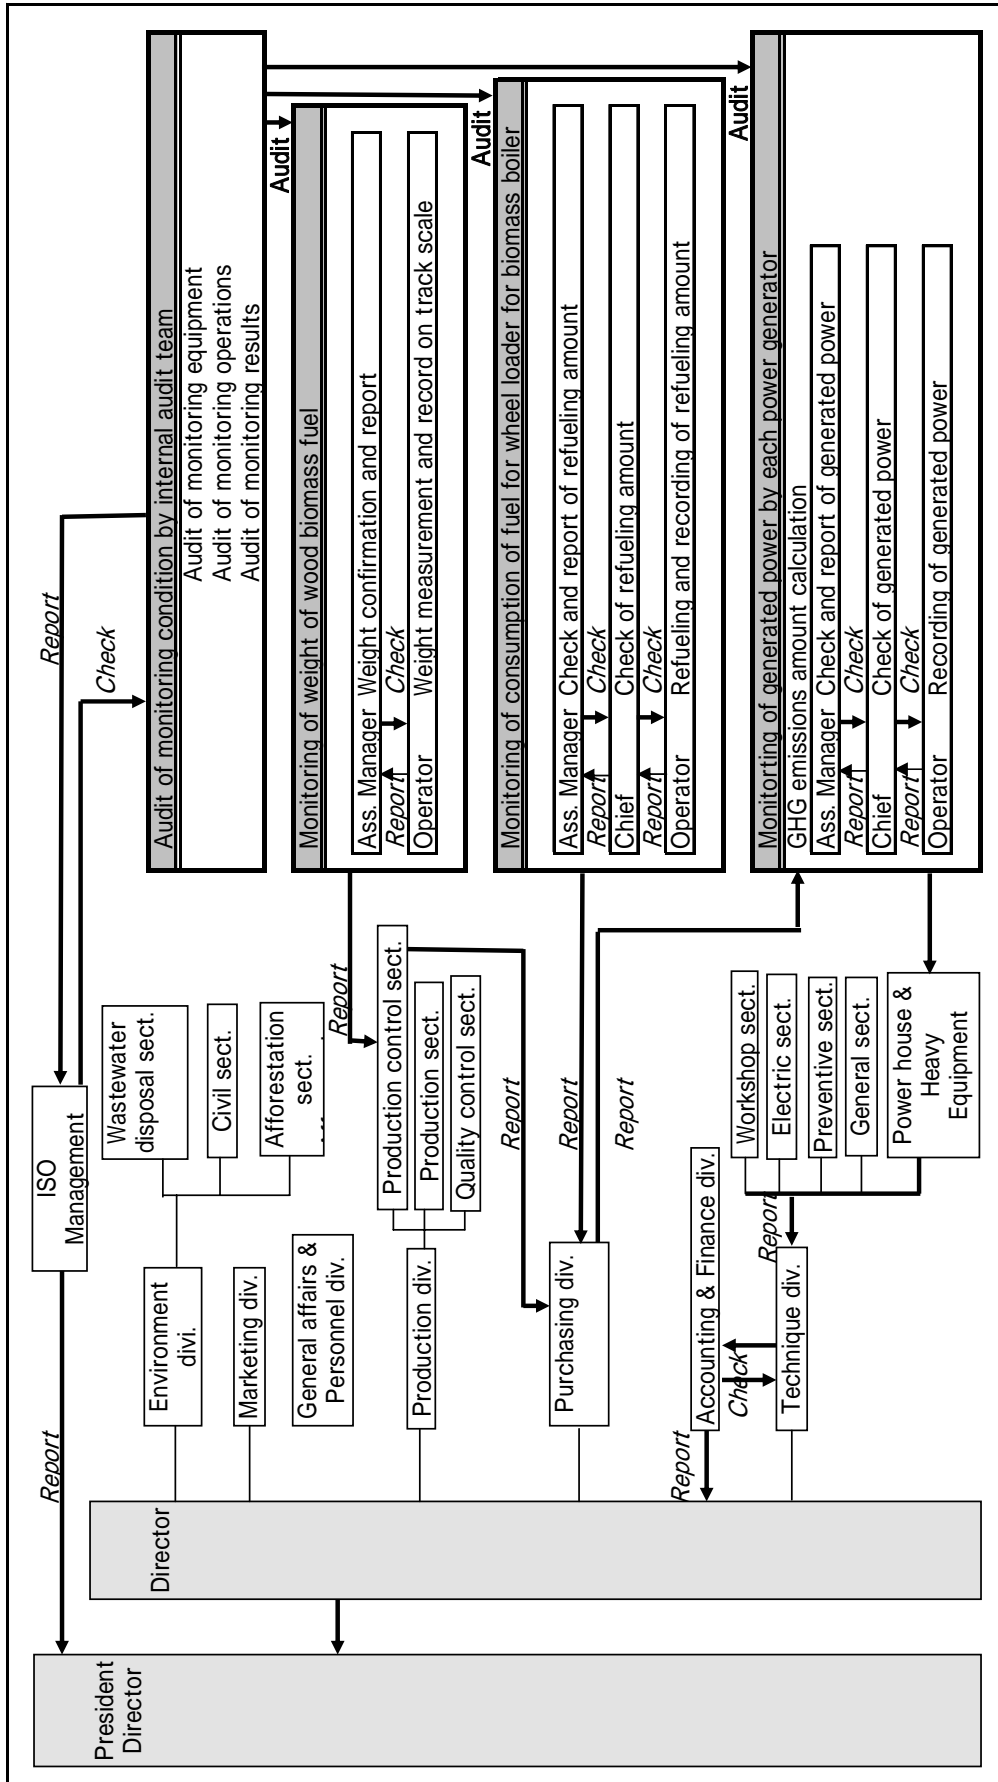 President
Director
Director
Report
ISO
Management
Report
Check
Environment
divi.
Marketing div.
General affairs &
Personnel div.
Production div.
Purchasing div.
Accounting & Finance div.
Report
Check
Technique div.
Report
Wastewater
disposal sect.
Civil sect.
Afforestation
sect.
Production control sect.
Production sect.
Quality control sect.
Report
Report
Report
Report
Workshop sect.
Electric sect.
Preventive sect.
General sect.
Power house &
Heavy
Equipment
Audit of monitoring condition by internal audit team
Audit of monitoring equipment
Audit of monitoring operations
Audit of monitoring results
Audit
Audit
Audit
Monitoring of weight of wood biomass fuel
Ass. Manager Weight confirmation and report
Report Check
Operator Weight measurement and record on track scale
Monitoring of consumption of fuel for wheel loader for biomass boiler
Ass. Manager Check and report of refueling amount
Report Check
Chief Check of refueling amount
Report Check
Operator Refueling and recording of refueling amount
Monitorting of generated power by each power generator
GHG emissions amount calculation
Ass. Manager Check and report of generated power
Report Check
Chief Check of generated power
Report Check
Operator Recording of generated power